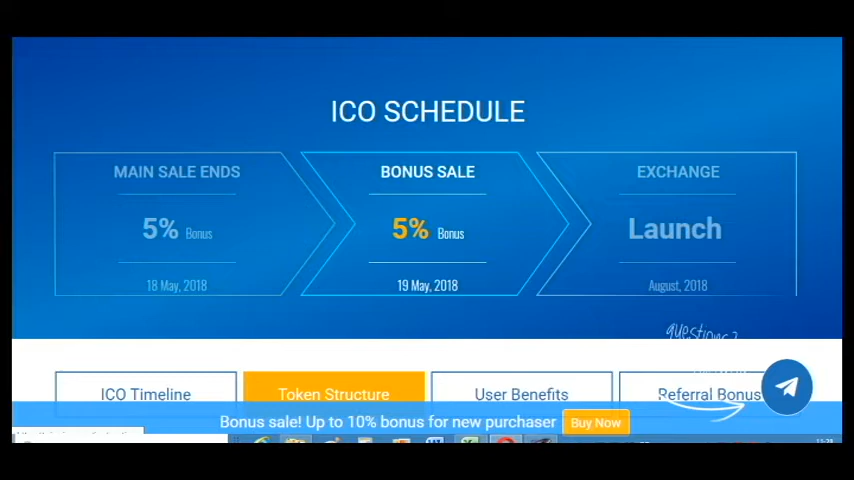 ICO SCHEDULE
MAIN SALE ENDS
5% Bonus
18 May, 2018
BONUS SALE
5% Bonus
19 May, 2018
EXCHANGE
Launch
August, 2018
questions?
ICO Timeline
Token Structure
User Benefits
Referral Bonus
Bonus sale! Up to 10% bonus for new purchaser
Buy Now